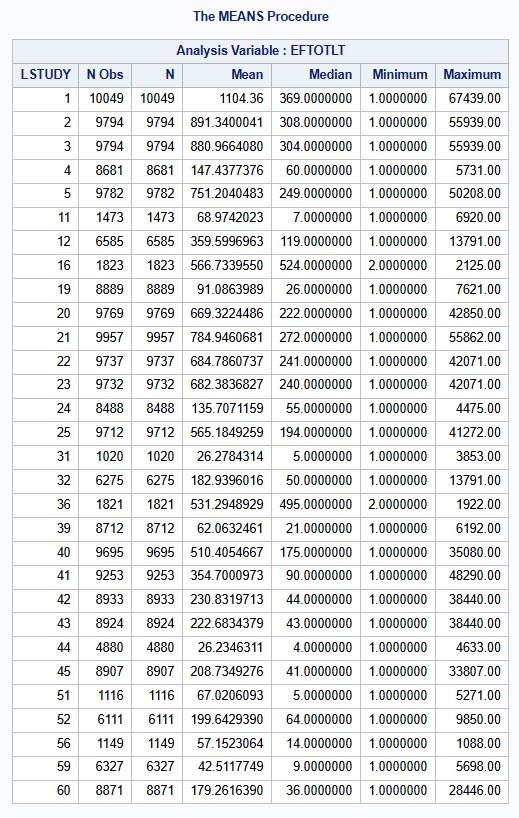 The MEANS Procedure
Analysis Variable : EFTOTLT
LSTUDY N Obs N Mean Median Minimum Maximum
1 10049 10049 1104.36 369.0000000 1.0000000 67439.00
2 9794 9794 891.3400041 308.0000000 1.0000000 55939.00
3 9794 9794 880.9664080 304.0000000 1.0000000 55939.00
4 8681 8681 147.4377376 60.0000000 1.0000000 5731.00
5 9782 9782 751.2040483 249.0000000 1.0000000 50208.00
11 1473 1473 68.9742023 7.0000000 1.0000000 6920.00
12 6585 6585 359.5996963 119.0000000 1.0000000 13791.00
16 1823 1823 566.7339550 524.0000000 2.0000000 2125.00
19 8889 8889 91.0863989 26.0000000 1.0000000 7621.00
20 9769 9769 669.3224486 222.0000000 1.0000000 42850.00
21 9957 9957 784.9460681 272.0000000 1.0000000 55862.00
22 9737 9737 684.7860737 241.0000000 1.0000000 42071.00
23 9732 9732 682.3836827 240.0000000 1.0000000 42071.00
24 8488 8488 135.7071159 55.0000000 1.0000000 4475.00
25 9712 9712 565.1849259 194.0000000 1.0000000 41272.00
31 1020 1020 26.2784314 5.0000000 1.0000000 3853.00
32 6275 6275 182.9396016 50.0000000 1.0000000 13791.00
36 1821 1821 531.2948929 495.0000000 2.0000000 1922.00
39 8712 8712 62.0632461 21.0000000 1.0000000 6192.00
40 9695 9695 510.4054667 175.0000000 1.0000000 35080.00
41 9253 9253 354.7000973 90.0000000 1.0000000 48290.00
42 8933 8933 230.8319713 44.0000000 1.0000000 38440.00
43 8924 8924 222.6834379 43.0000000 1.0000000 38440.00
44 4880 4880 26.2346311 4.0000000 1.0000000 4633.00
45 8907 8907 208.7349276 41.0000000 1.0000000 33807.00
51 1116 1116 67.0206093 5.0000000 1.0000000 5271.00
52 6111 6111 199.6429390 64.0000000 1.0000000 9850.00
56 1149 1149 57.1523064 14.0000000 1.0000000 1088.00
59 6327 6327 42.5117749 9.0000000 1.0000000 5698.00
60 8871 8871 179.2616390 36.0000000 1.0000000 28446.00